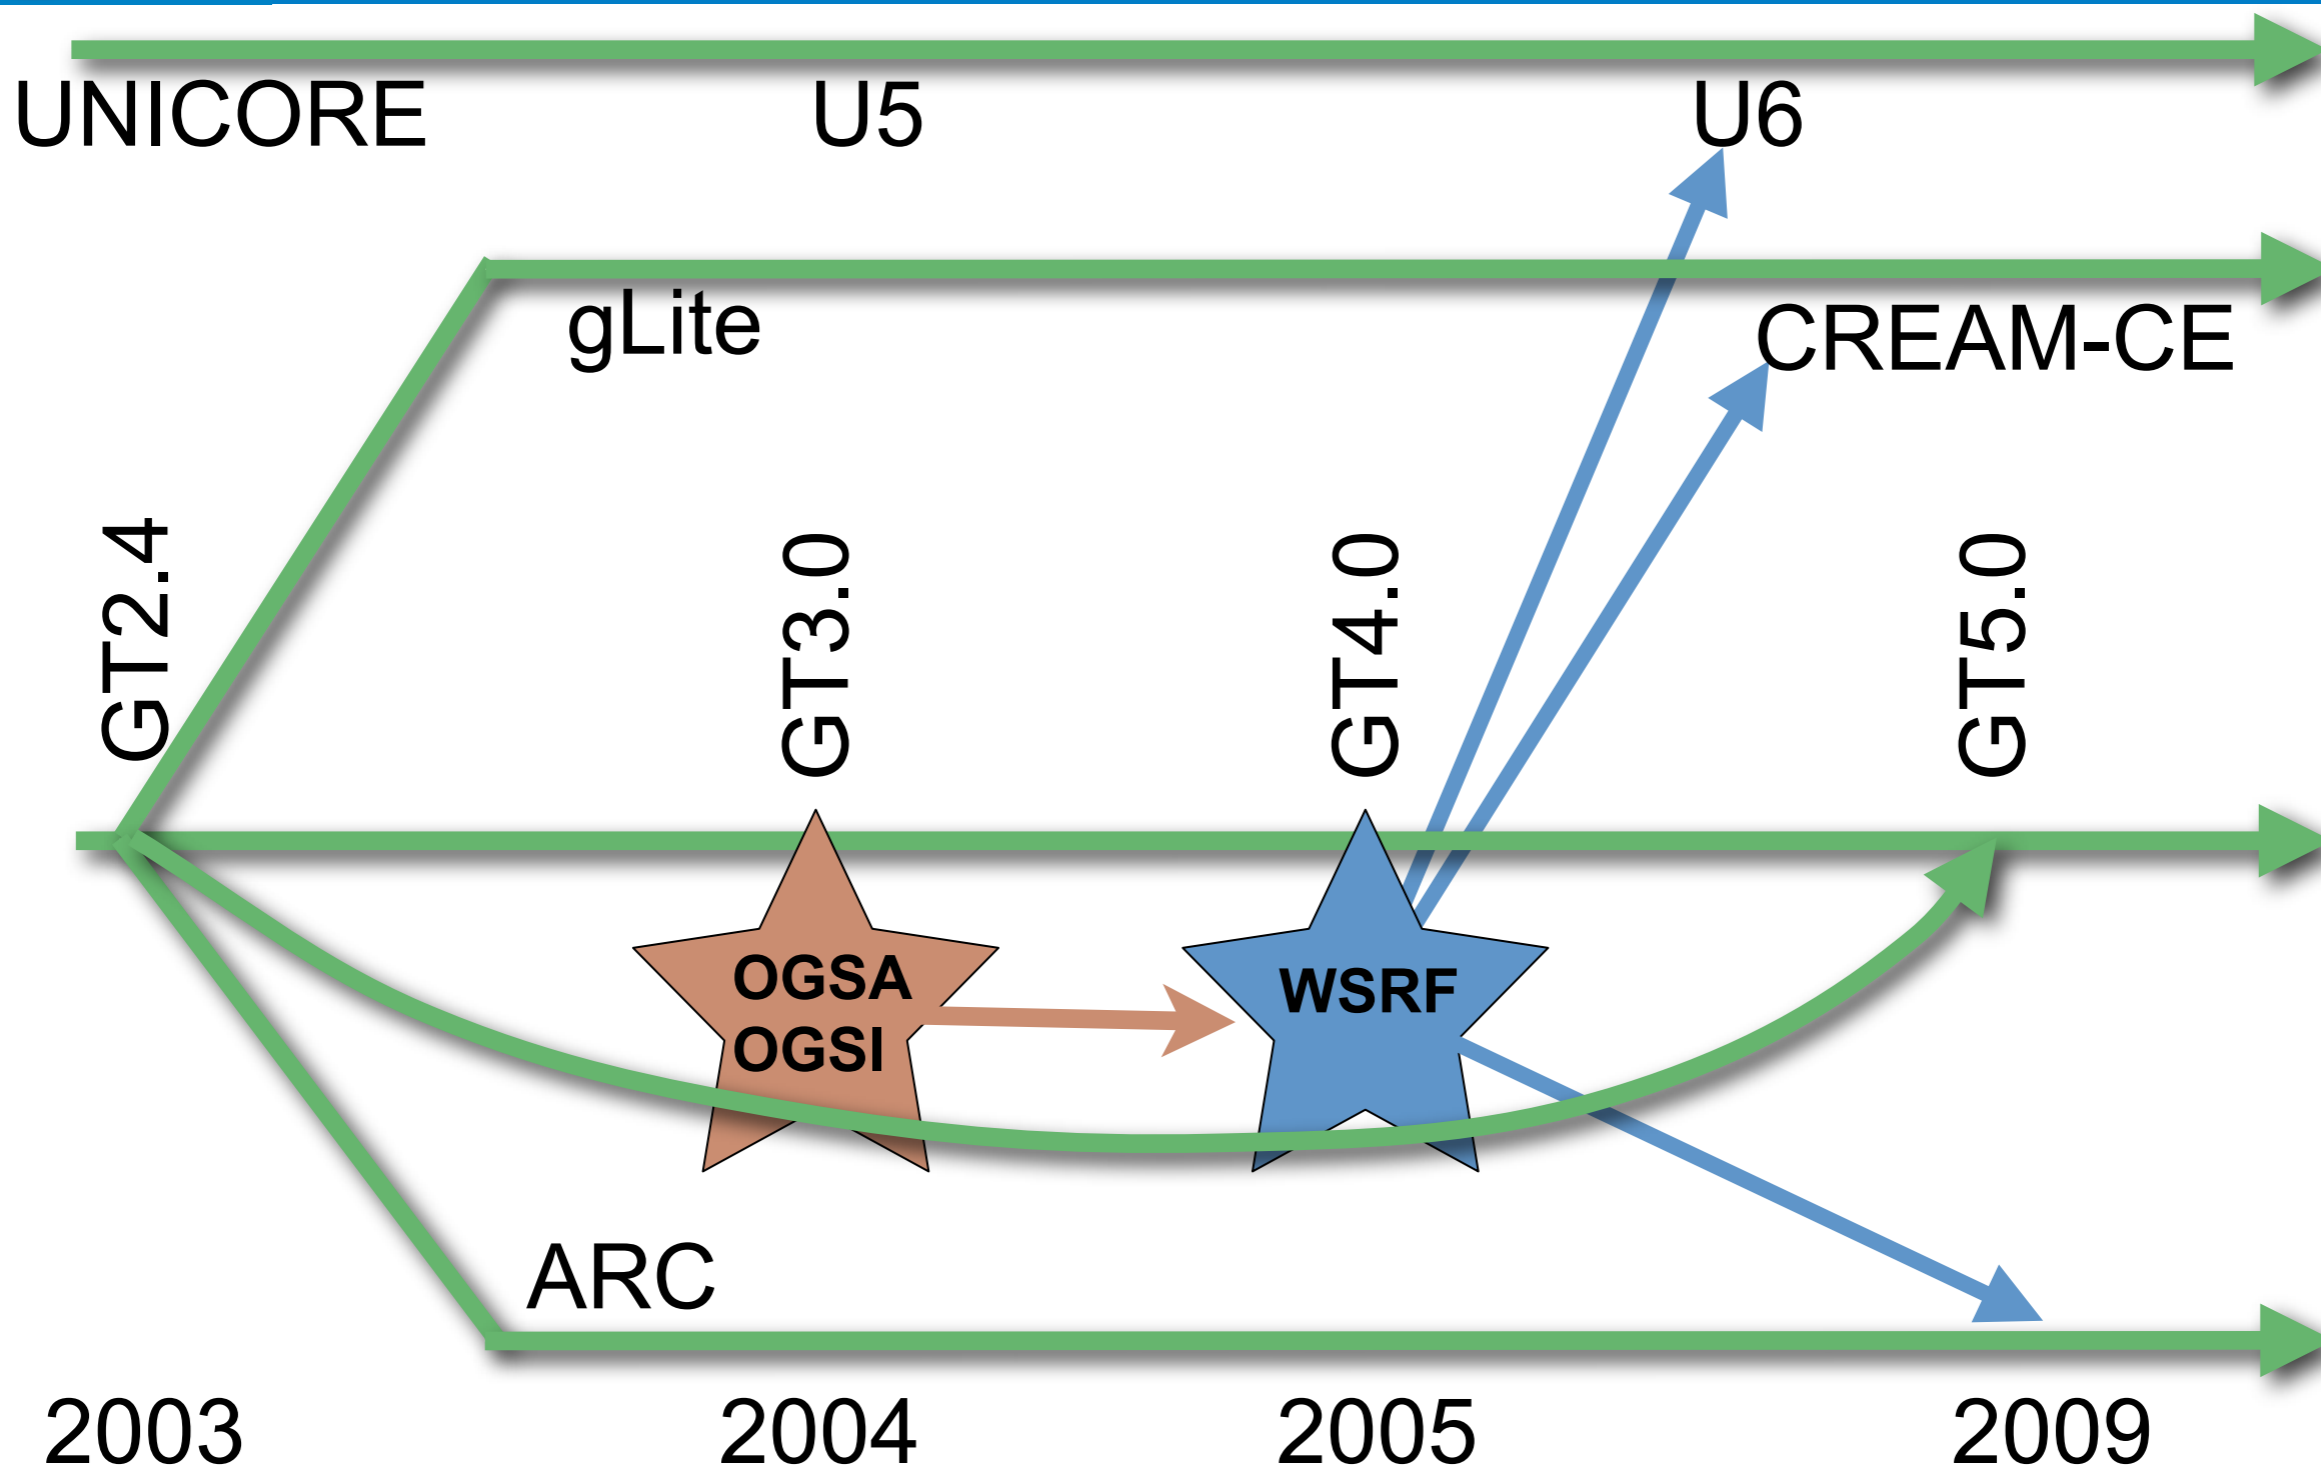 UNICORE
U5
U6
gLite
CREAM-CE
GT2.4
GT3.0
GT4.0
GT5.0
OGSA
OGSI
WSRF
ARC
2003
2004
2005
2009